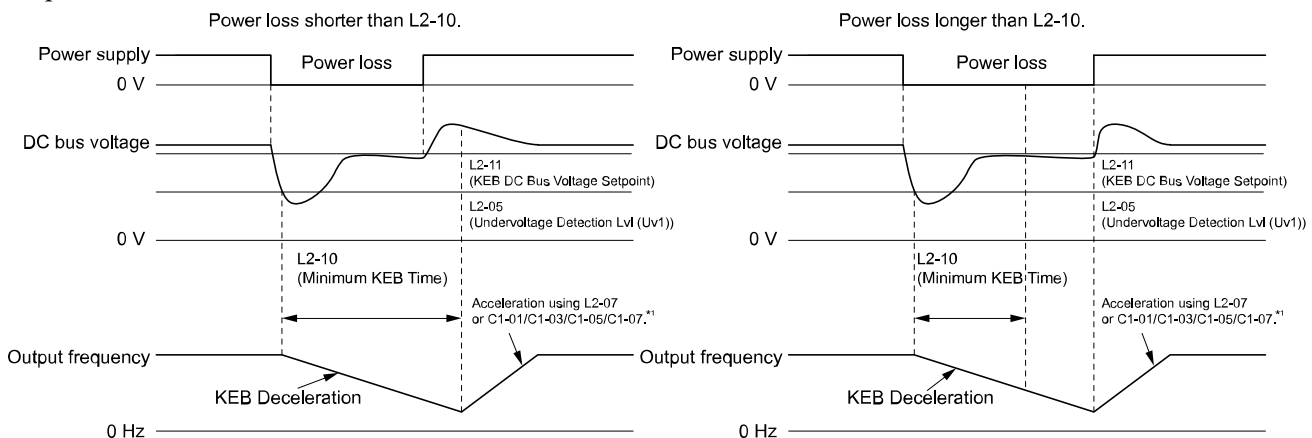 Power loss shorter than L2-10.
Power supply
Power loss
0 V
DC bus voltage
L2-11
(KEB DC Bus Voltage Setpoint)
L2-05
(Undervoltage Detection Lvl (Uv1))
0 V
L2-10
(Minimum KEB Time)
Acceleration using L2-07
or C1-01/C1-03/C1-05/C1-07.*1
Output frequency
KEB Deceleration
0 Hz
Power loss longer than L2-10.
Power supply
Power loss
0 V
DC bus voltage
L2-11
(KEB DC Bus Voltage Setpoint)
L2-05
(Undervoltage Detection Lvl (Uv1))
0 V
L2-10
(Minimum KEB Time)
Acceleration using L2-07
or C1-01/C1-03/C1-05/C1-07.*1
Output frequency
KEB Deceleration
0 Hz